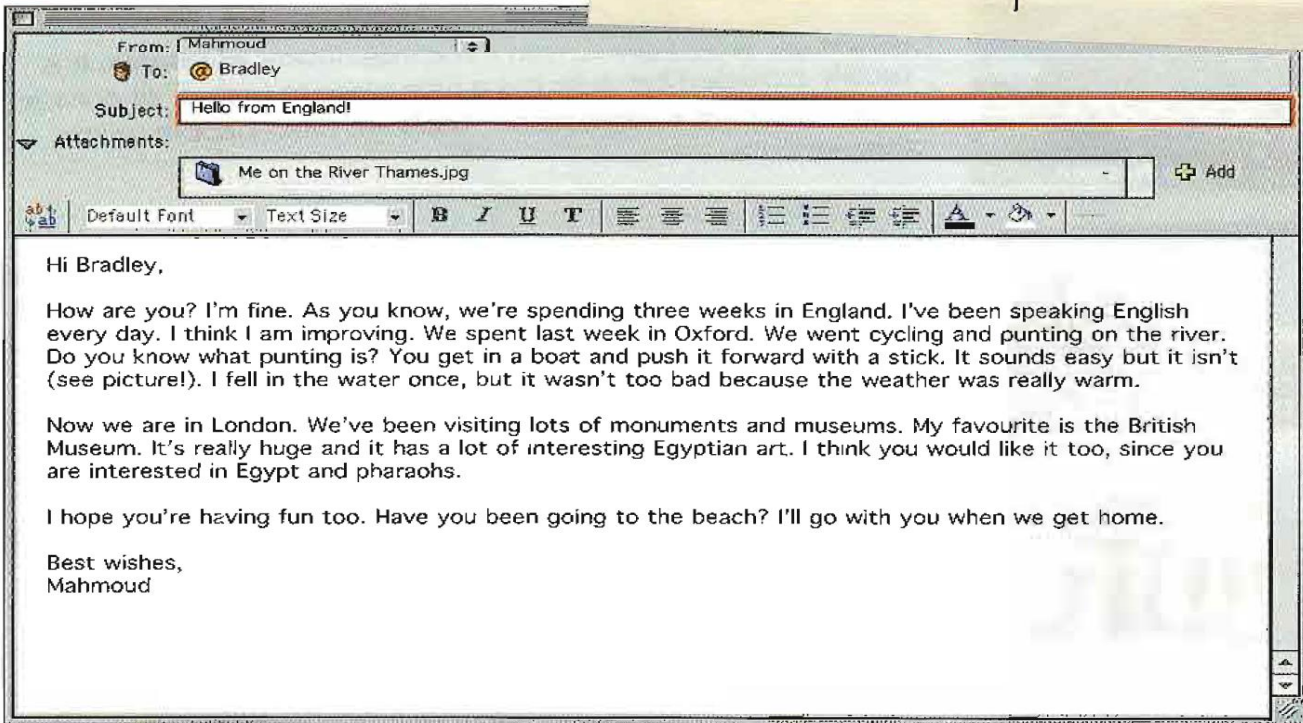 From: Mahmoud
To: @ Bradley
Subject: Hello from England!
Attachments:
Me on the River Thames.jpg
Add
Default Font Text Size B I U T A
Hi Bradley,
How are you? I'm fine. As you know, we're spending three weeks in England. I've been speaking English
every day. I think I am improving. We spent last week in Oxford. We went cycling and punting on the river.
Do you know what punting is? You get in a boat and push it forward with a stick. It sounds easy but it isn't
(see picture!). I fell in the water once, but it wasn't too bad because the weather was really warm.
Now we are in London. We've been visiting lots of monuments and museums. My favourite is the British
Museum. It's really huge and it has a lot of interesting Egyptian art. I think you would like it too, since you
are interested in Egypt and pharaohs.
I hope you're having fun too. Have you been going to the beach? I'll go with you when we get home.
Best wishes,
Mahmoud